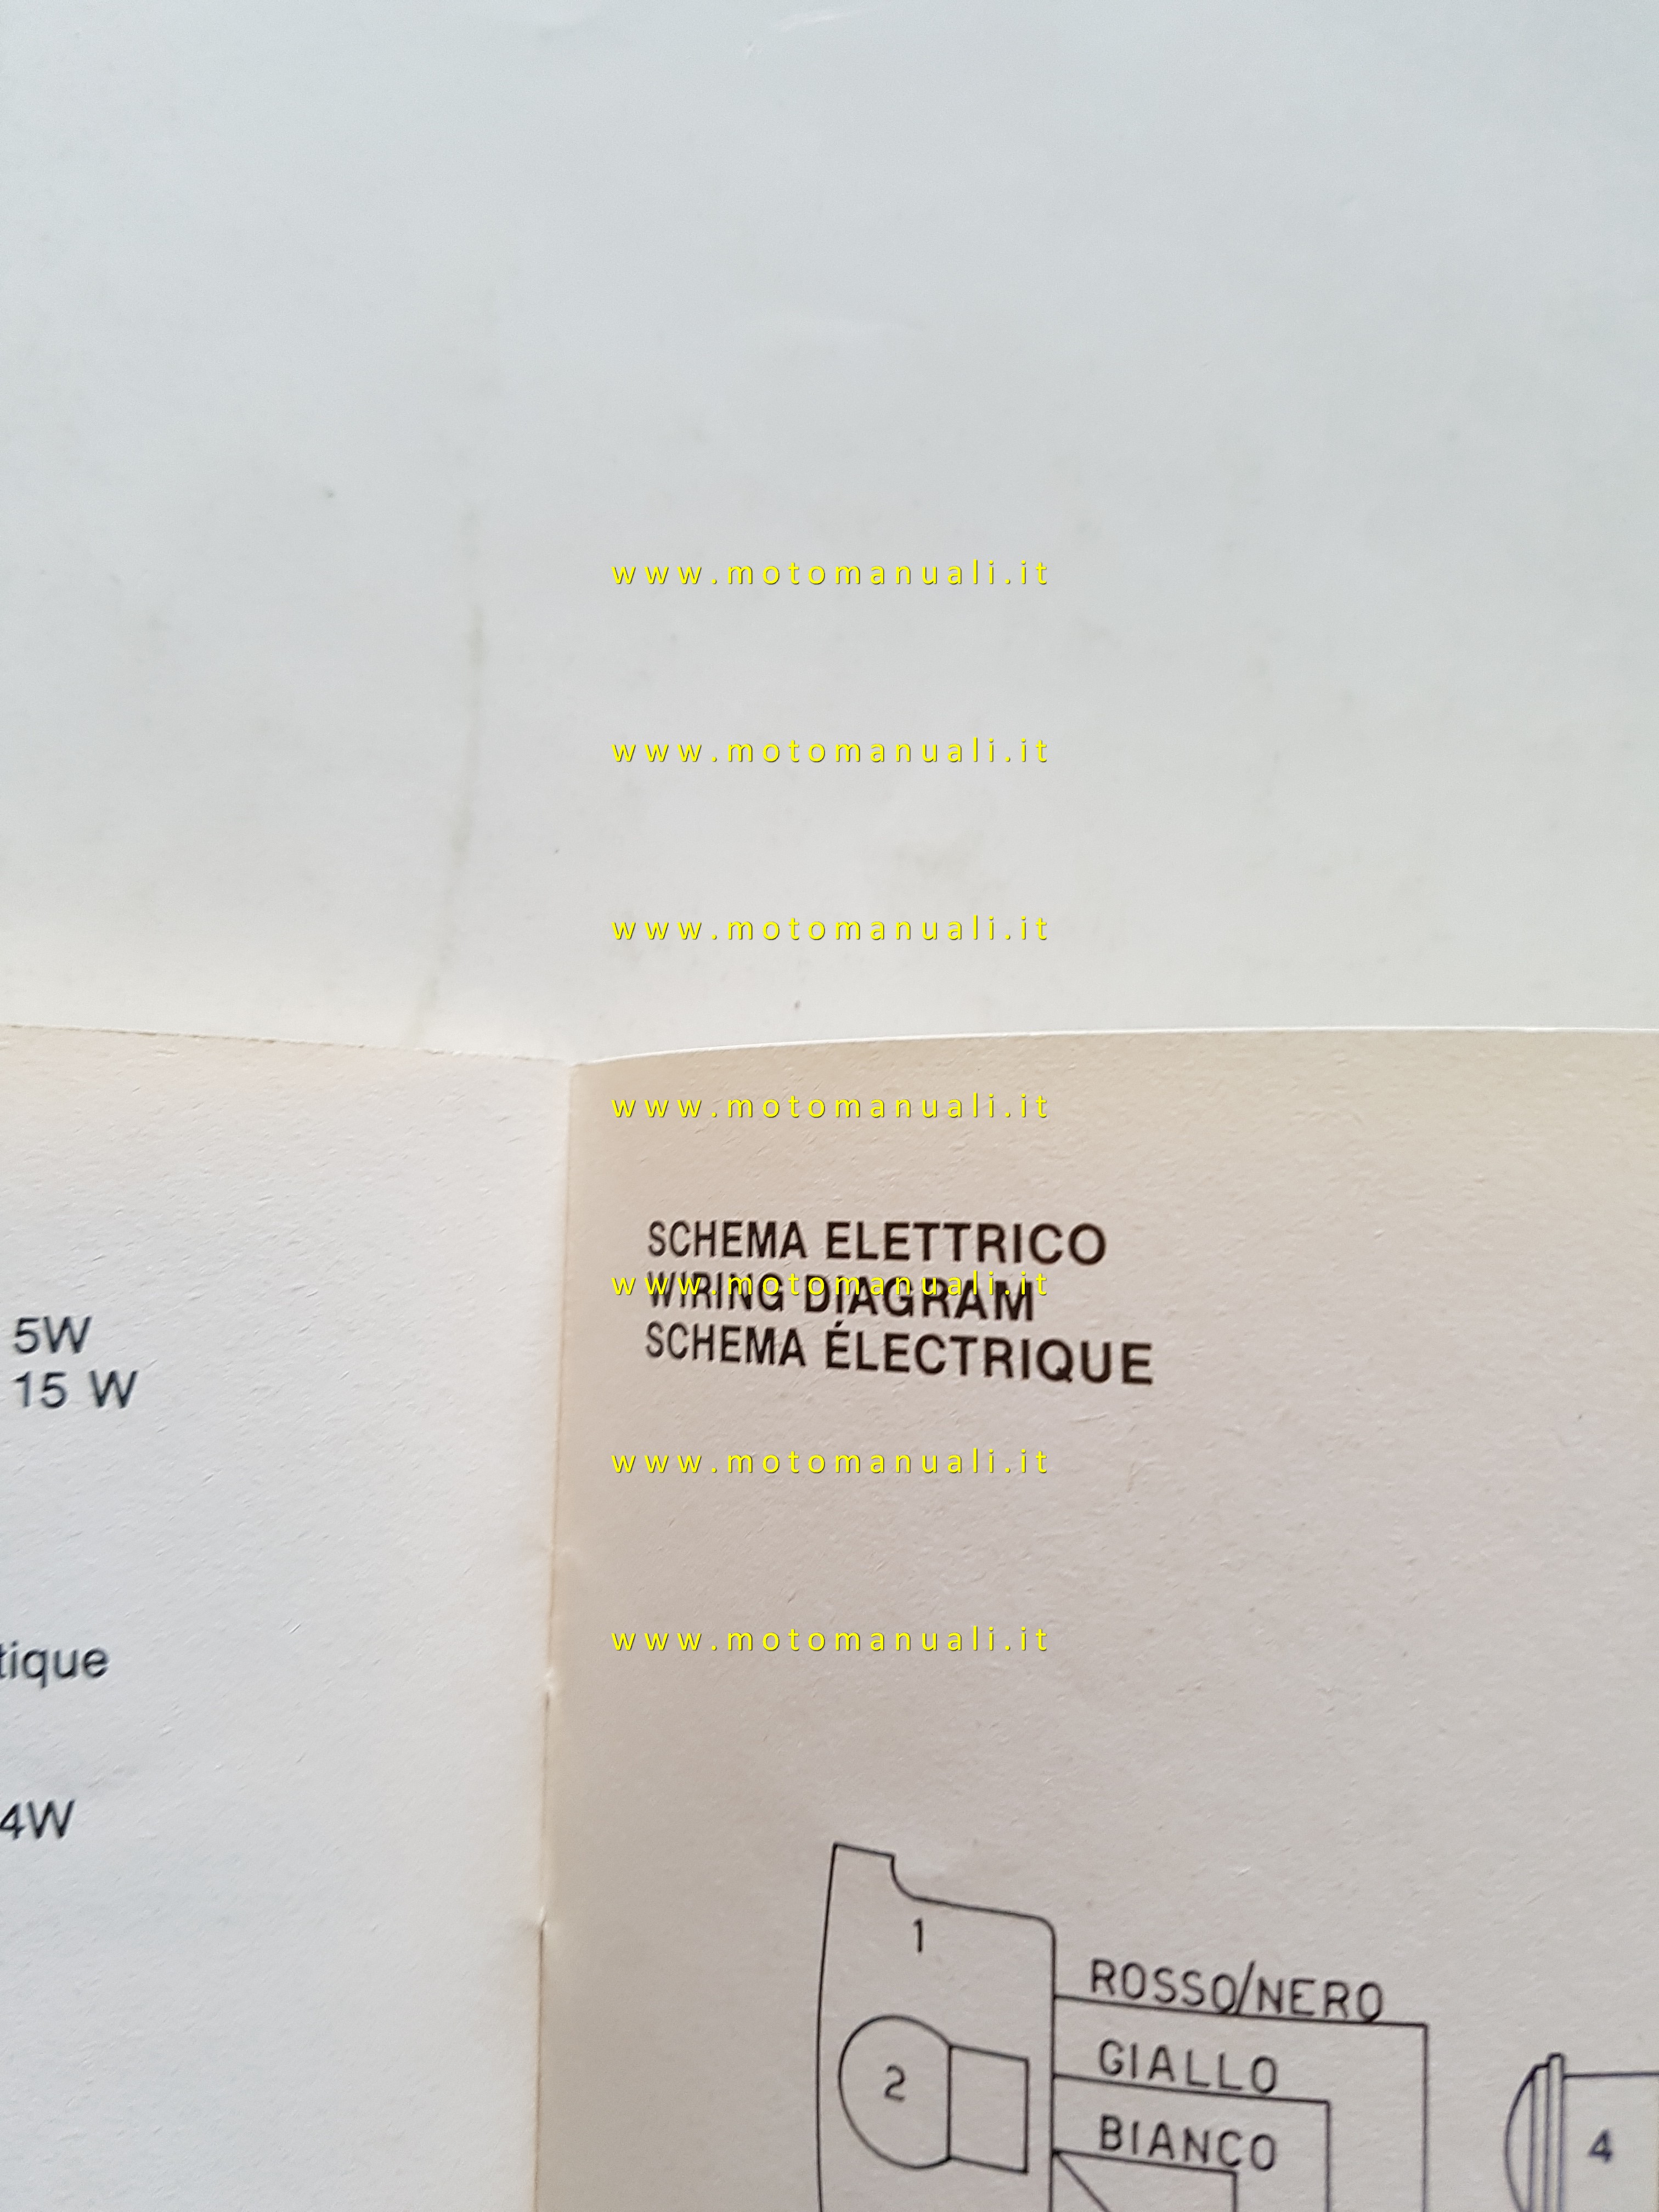 www.motomanuali.it
www.motomanuali.it
www.motomanuali.it
www.motomanuali.it
SCHEMA ELETTRICO
www.motomanuali.it
WIRING DIAGRAM
SCHEMA ÉLECTRIQUE
www.motomanuali.it
www.motomanuali.it
5W
15 W
tique
4W
1
ROSSO/NERO
GIALLO
2
BIANCO
4